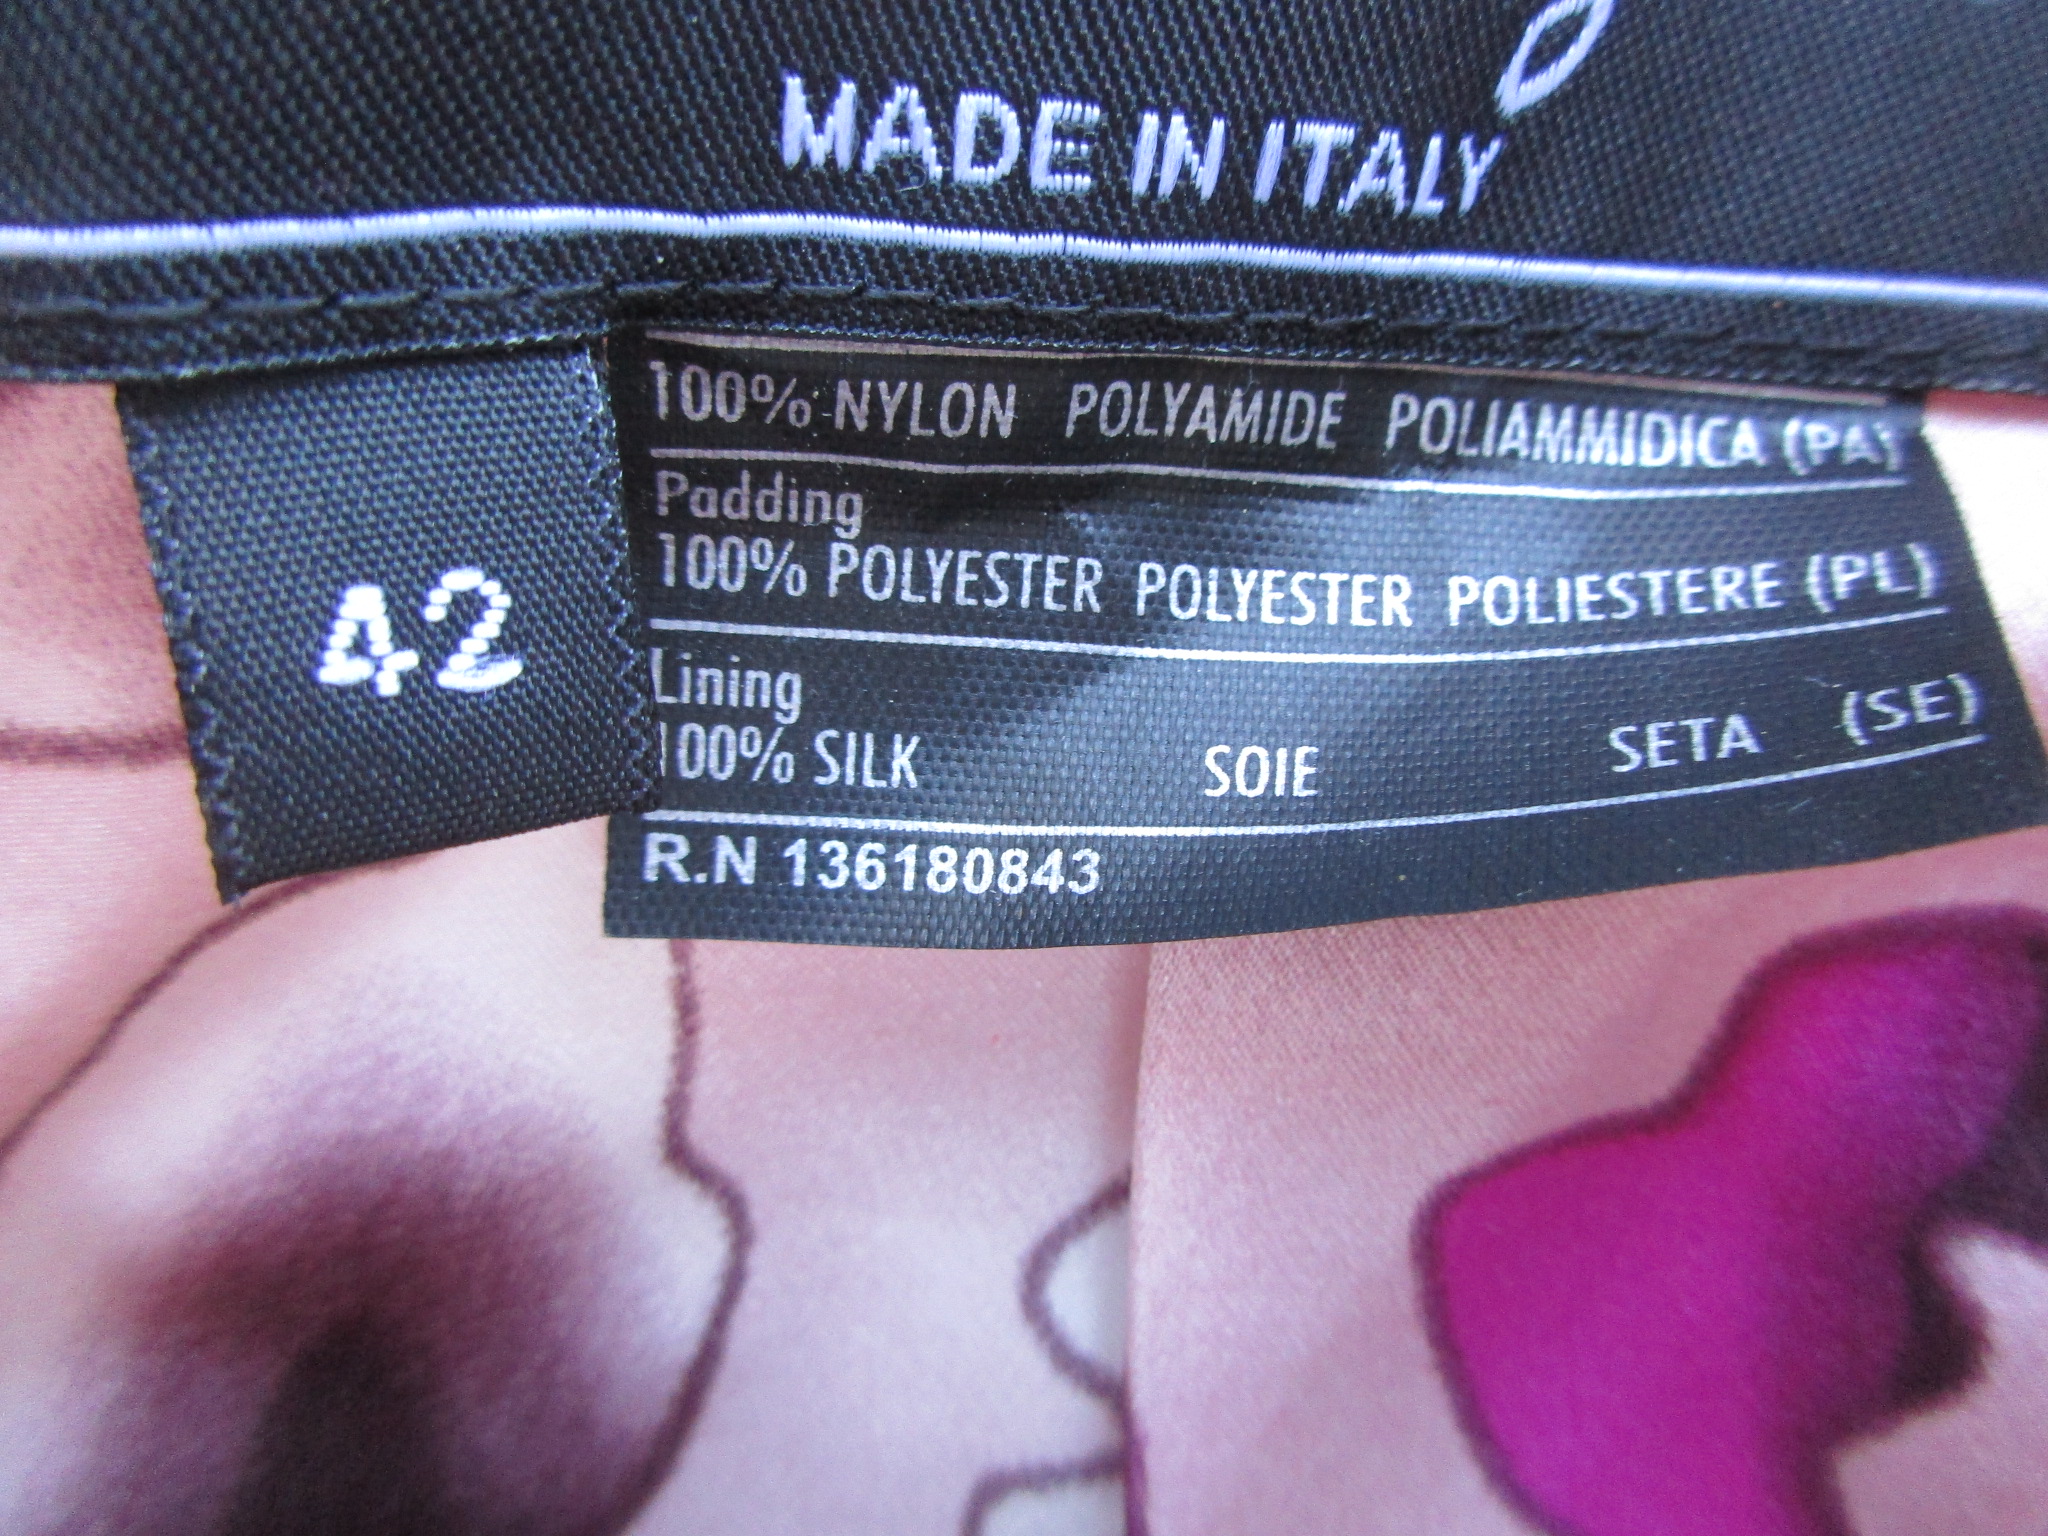 MADE IN ITALY
42
100% NYLON POLYAMIDE POLIAMMIDICA (PA)
Padding
100% POLYESTER POLYESTER POLIESTERE (PL)
Lining
100% SILK SOIE SETA (SE)
R.N 136180843